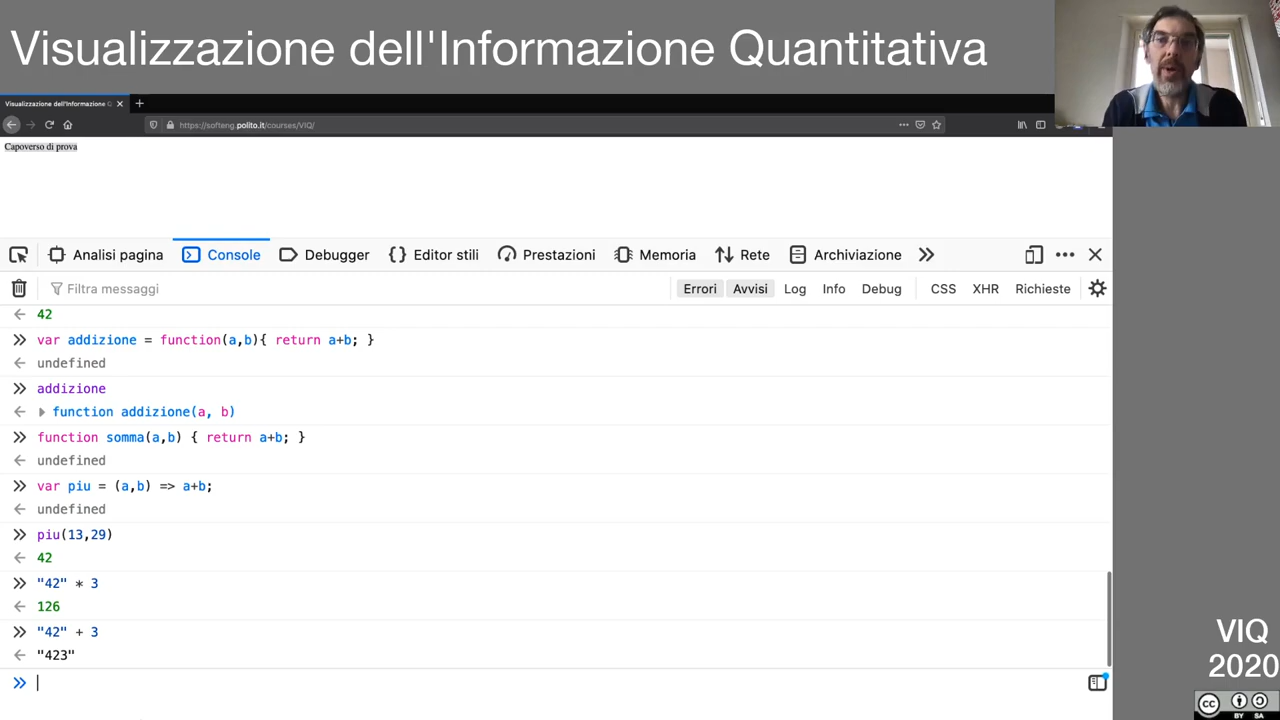 Visualizzazione dell'Informazione Quantitativa
Visualizzazione dell'Informazione Q
https://softeng.polito.it/courses/VIQ/
Capoverso di prova
Analisi pagina Console Debugger Editor stili Prestazioni Memoria Rete Archiviazione
Filtra messaggi Errori Avvisi Log Info Debug CSS XHR Richieste
42
var addizione = function(a,b){ return a+b; }
undefined
addizione
function addizione(a, b)
function somma(a,b) { return a+b; }
undefined
var piu = (a,b) => a+b;
undefined
piu(13,29)
42
"42" * 3
126
"42" + 3
"423"
VIQ
2020
cc
BY SA